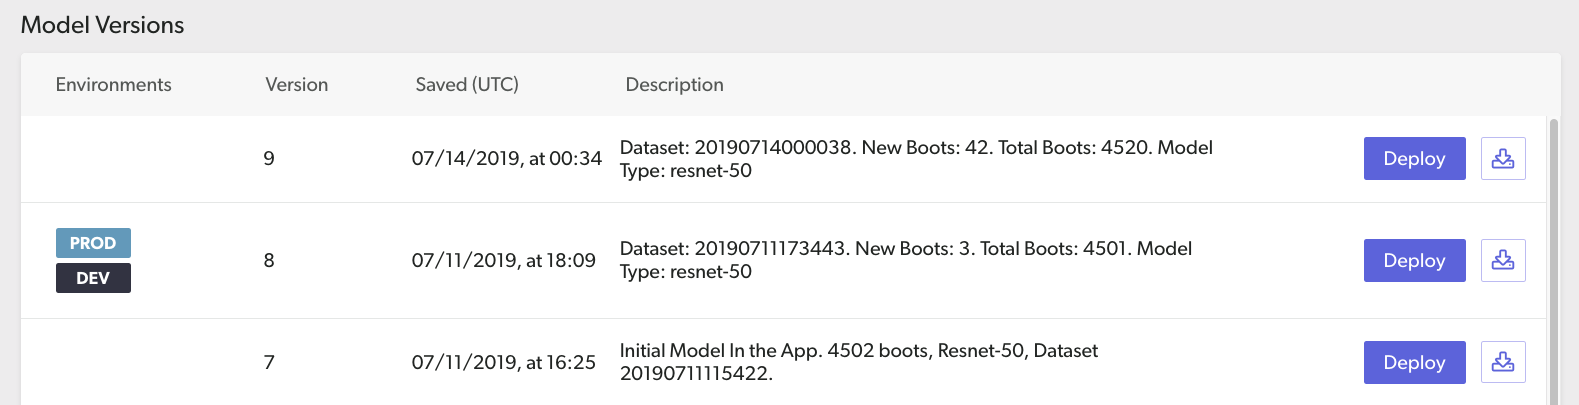 Model Versions
Environments Version Saved (UTC) Description
9 07/14/2019, at 00:34 Dataset: 20190714000038. New Boots: 42. Total Boots: 4520. Model
Type: resnet-50
Deploy
PROD
DEV
8 07/11/2019, at 18:09 Dataset: 20190711173443. New Boots: 3. Total Boots: 4501. Model
Type: resnet-50
Deploy
7 07/11/2019, at 16:25 Initial Model In the App. 4502 boots, Resnet-50, Dataset
20190711115422.
Deploy